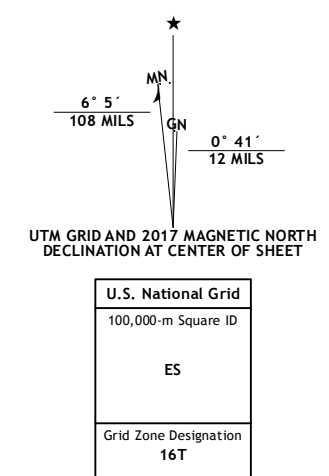 MN.
6° 5´
108 MILS
GN
0° 41´
12 MILS
UTM GRID AND 2017 MAGNETIC NORTH
DECLINATION AT CENTER OF SHEET
U.S. National Grid
100,000-m Square ID
ES
Grid Zone Designation
16T